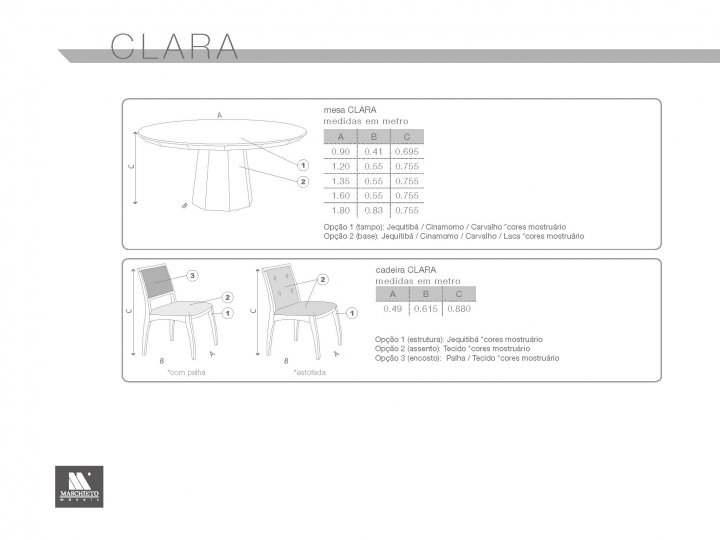 CLARA
mesa CLARA
medidas em metro
A B C
0.90 0.41 0.695
1.20 0.55 0.755
1.35 0.55 0.755
1.60 0.55 0.755
1.80 0.83 0.755
Opção 1 (tampo): Jequitibá / Cinamomo / Carvalho *cores mostruário
Opção 2 (base): Jequitibá / Cinamomo / Carvalho / Laca *cores mostruário
A
C
B
1
2
cadeira CLARA
medidas em metro
A B C
0.49 0.615 0.880
Opção 1 (estrutura): Jequitibá *cores mostruário
Opção 2 (assento): Tecido *cores mostruário
Opção 3 (encosto): Palha / Tecido *cores mostruário
3
2
1
C
B
A
*com palha
2
1
C
B
A
*estofada
MASCHIETO
móveis